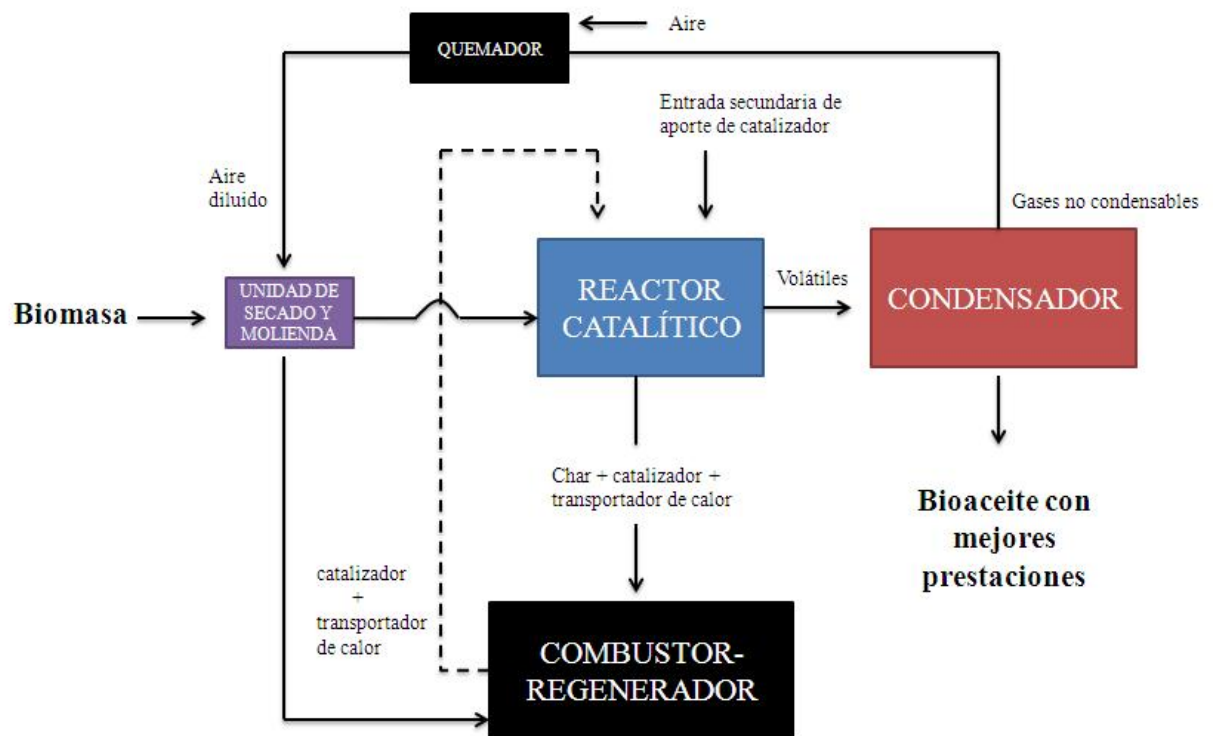 QUEMADOR
Aire
Entrada secundaria de
aporte de catalizador
Aire
diluido
Gases no condensables
Biomasa
UNIDAD DE
SECADO Y
MOLIENDA
REACTOR
CATALÍTICO
Volátiles
CONDENSADOR
Char + catalizador +
transportador de calor
Bioaceite con
mejores
prestaciones
catalizador
+
transportador
de calor
COMBUSTOR-
REGENERADOR